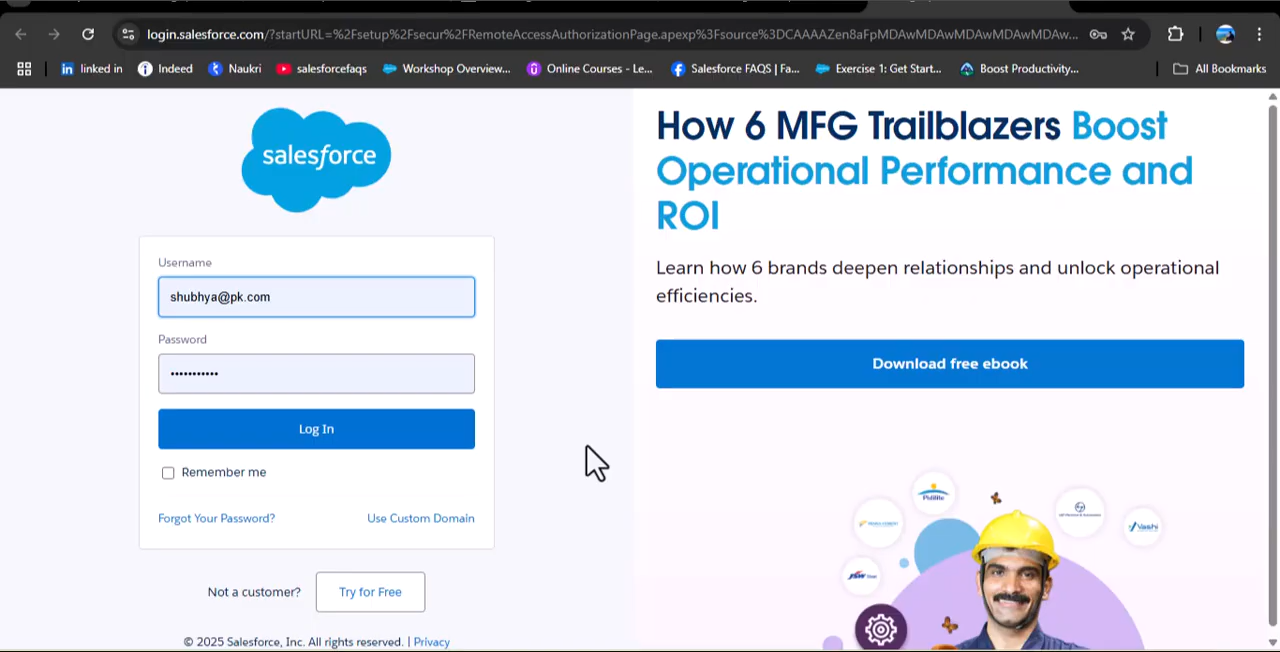 login.salesforce.com/?startURL=%2Fsetup%2Fsecur%2FRemoteAccessAuthorizationPage.apexp%3Fsource%3DCAAAAZen8aFpMDAwMDAwMDAwMDAwMDAw...
linked in
Indeed
Naukri
salesforcefaqs
Workshop Overview...
Online Courses - Le...
Salesforce FAQS | Fa...
Exercise 1: Get Start...
Boost Productivity...
All Bookmarks
salesforce
Username
shubhya@pk.com
Password
•••••••••••
Log In
Remember me
Forgot Your Password?
Use Custom Domain
Not a customer?
Try for Free
© 2025 Salesforce, Inc. All rights reserved. | Privacy
How 6 MFG Trailblazers Boost
Operational Performance and
ROI
Learn how 6 brands deepen relationships and unlock operational
efficiencies.
Download free ebook
Vashi